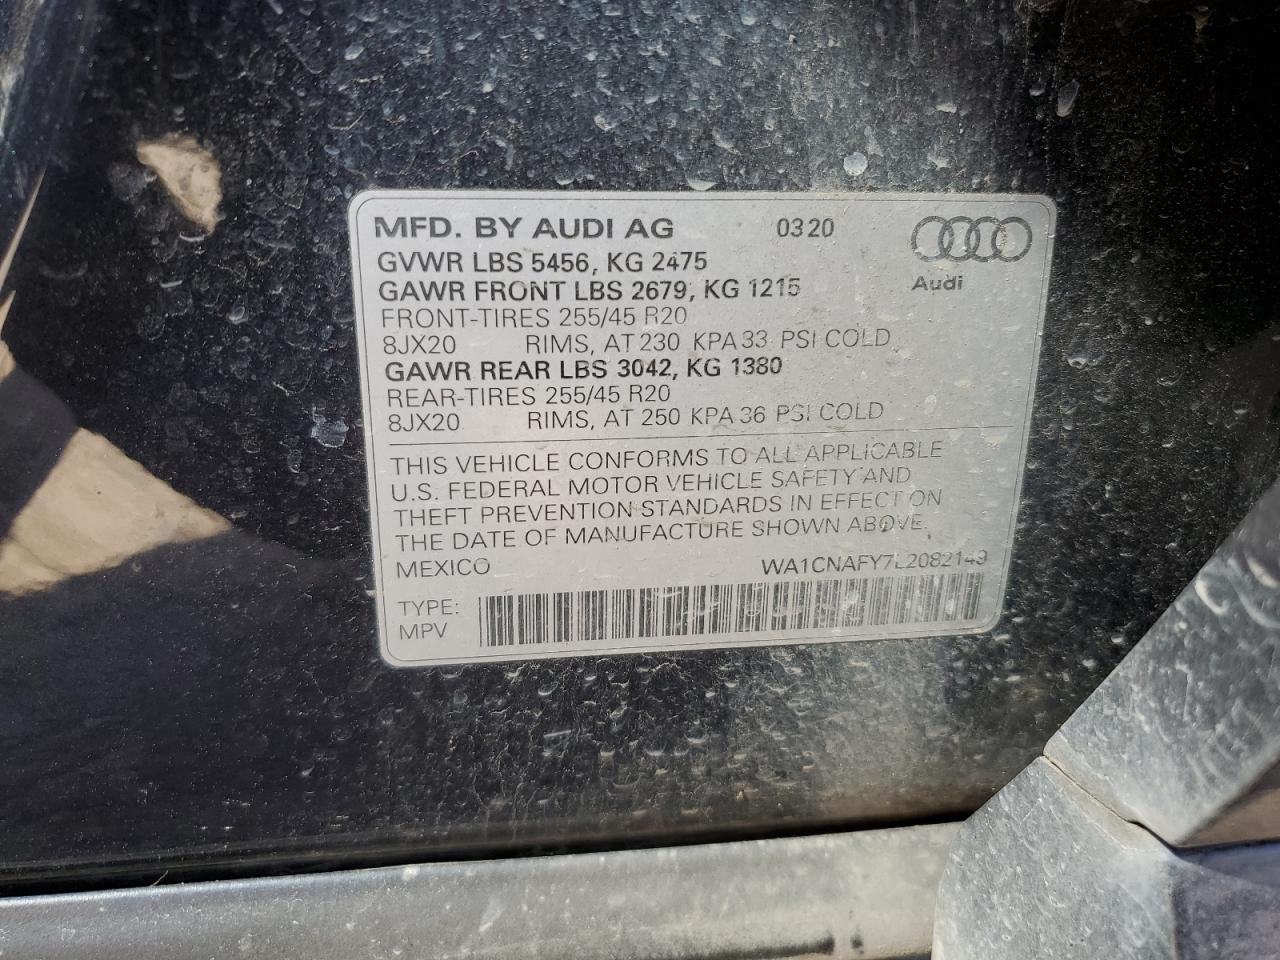 MFD. BY AUDI AG 03 20
GVWR LBS 5456, KG 2475
Audi
GAWR FRONT LBS 2679, KG 1215
FRONT-TIRES 255/45 R20
8JX20 RIMS, AT 230 KPA 33 PSI COLD
GAWR REAR LBS 3042, KG 1380
REAR-TIRES 255/45 R20
8JX20 RIMS, AT 250 KPA 36 PSI COLD
THIS VEHICLE CONFORMS TO ALL APPLICABLE
U.S. FEDERAL MOTOR VEHICLE SAFETY AND
THEFT PREVENTION STANDARDS IN EFFECT ON
THE DATE OF MANUFACTURE SHOWN ABOVE.
MEXICO WA1CNAFY7L2082149
TYPE:
MPV